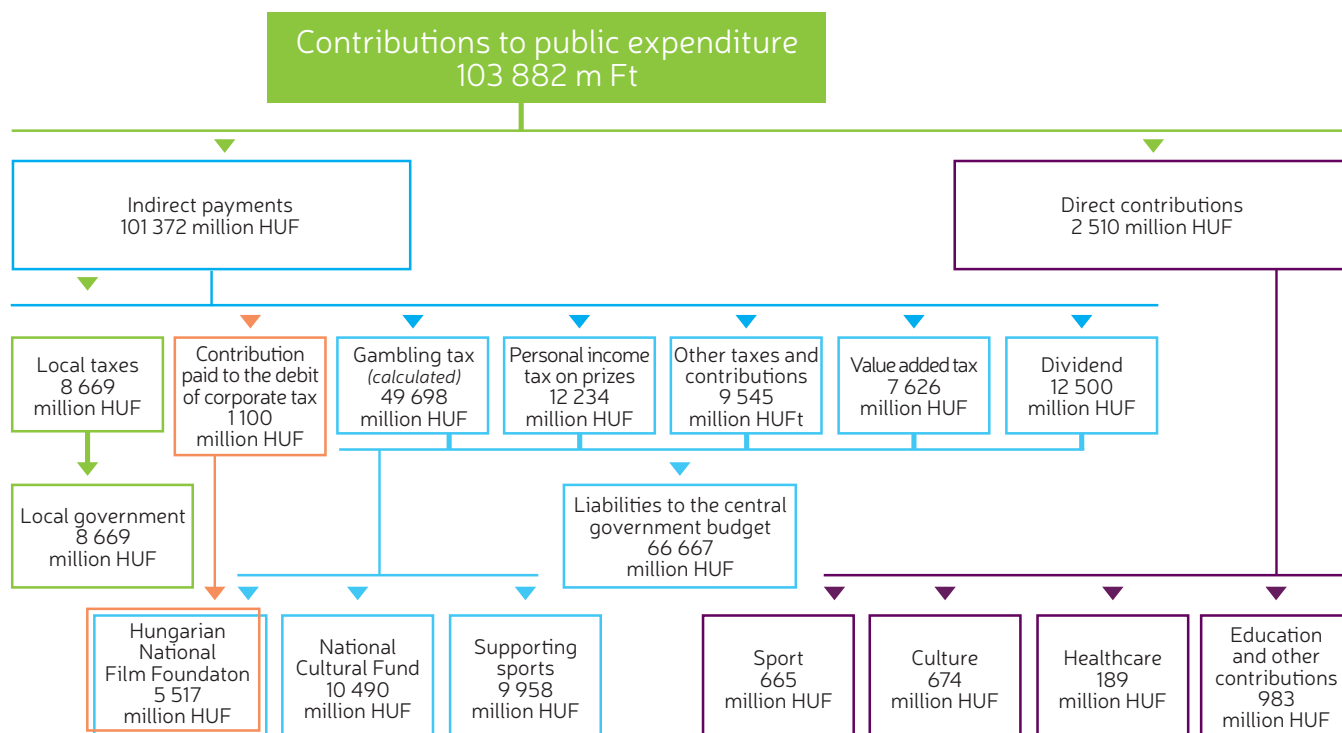 Contributions to public expenditure
103 882 m Ft
Indirect payments
101 372 million HUF
Direct contributions
2 510 million HUF
Local taxes
8 669
million HUF
Contribution
paid to the debit
of corporate tax
1 100
million HUF
Gambling tax
(calculated)
49 698
million HUF
Personal income
tax on prizes
12 234
million HUF
Other taxes and
contributions
9 545
million HUFt
Value added tax
7 626
million HUF
Dividend
12 500
million HUF
Local government
8 669
million HUF
Liabilities to the central
government budget
66 667
million HUF
Hungarian
National
Film Foundaton
5 517
million HUF
National
Cultural Fund
10 490
million HUF
Supporting
sports
9 958
million HUF
Sport
665
million HUF
Culture
674
million HUF
Healthcare
189
million HUF
Education
and other
contributions
983
million HUF